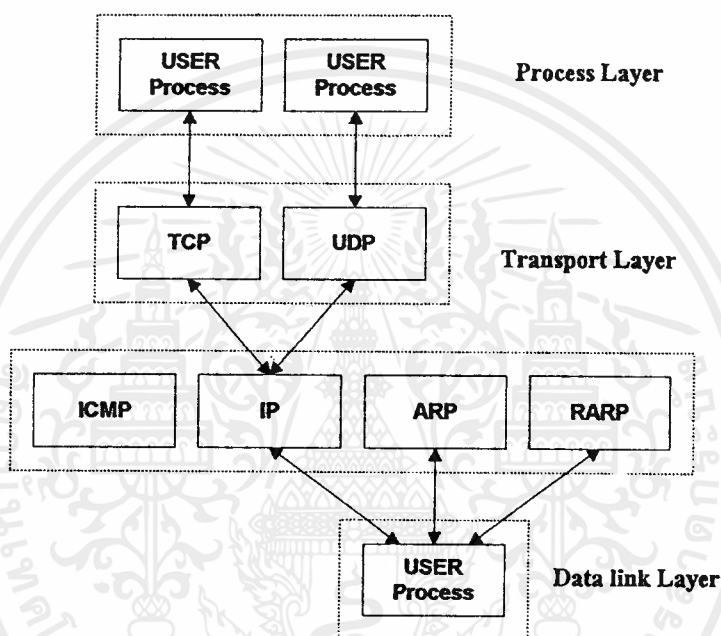 USER
Process
USER
Process
Process Layer
TCP
UDP
Transport Layer
ICMP
IP
ARP
RARP
USER
Process
Data link Layer